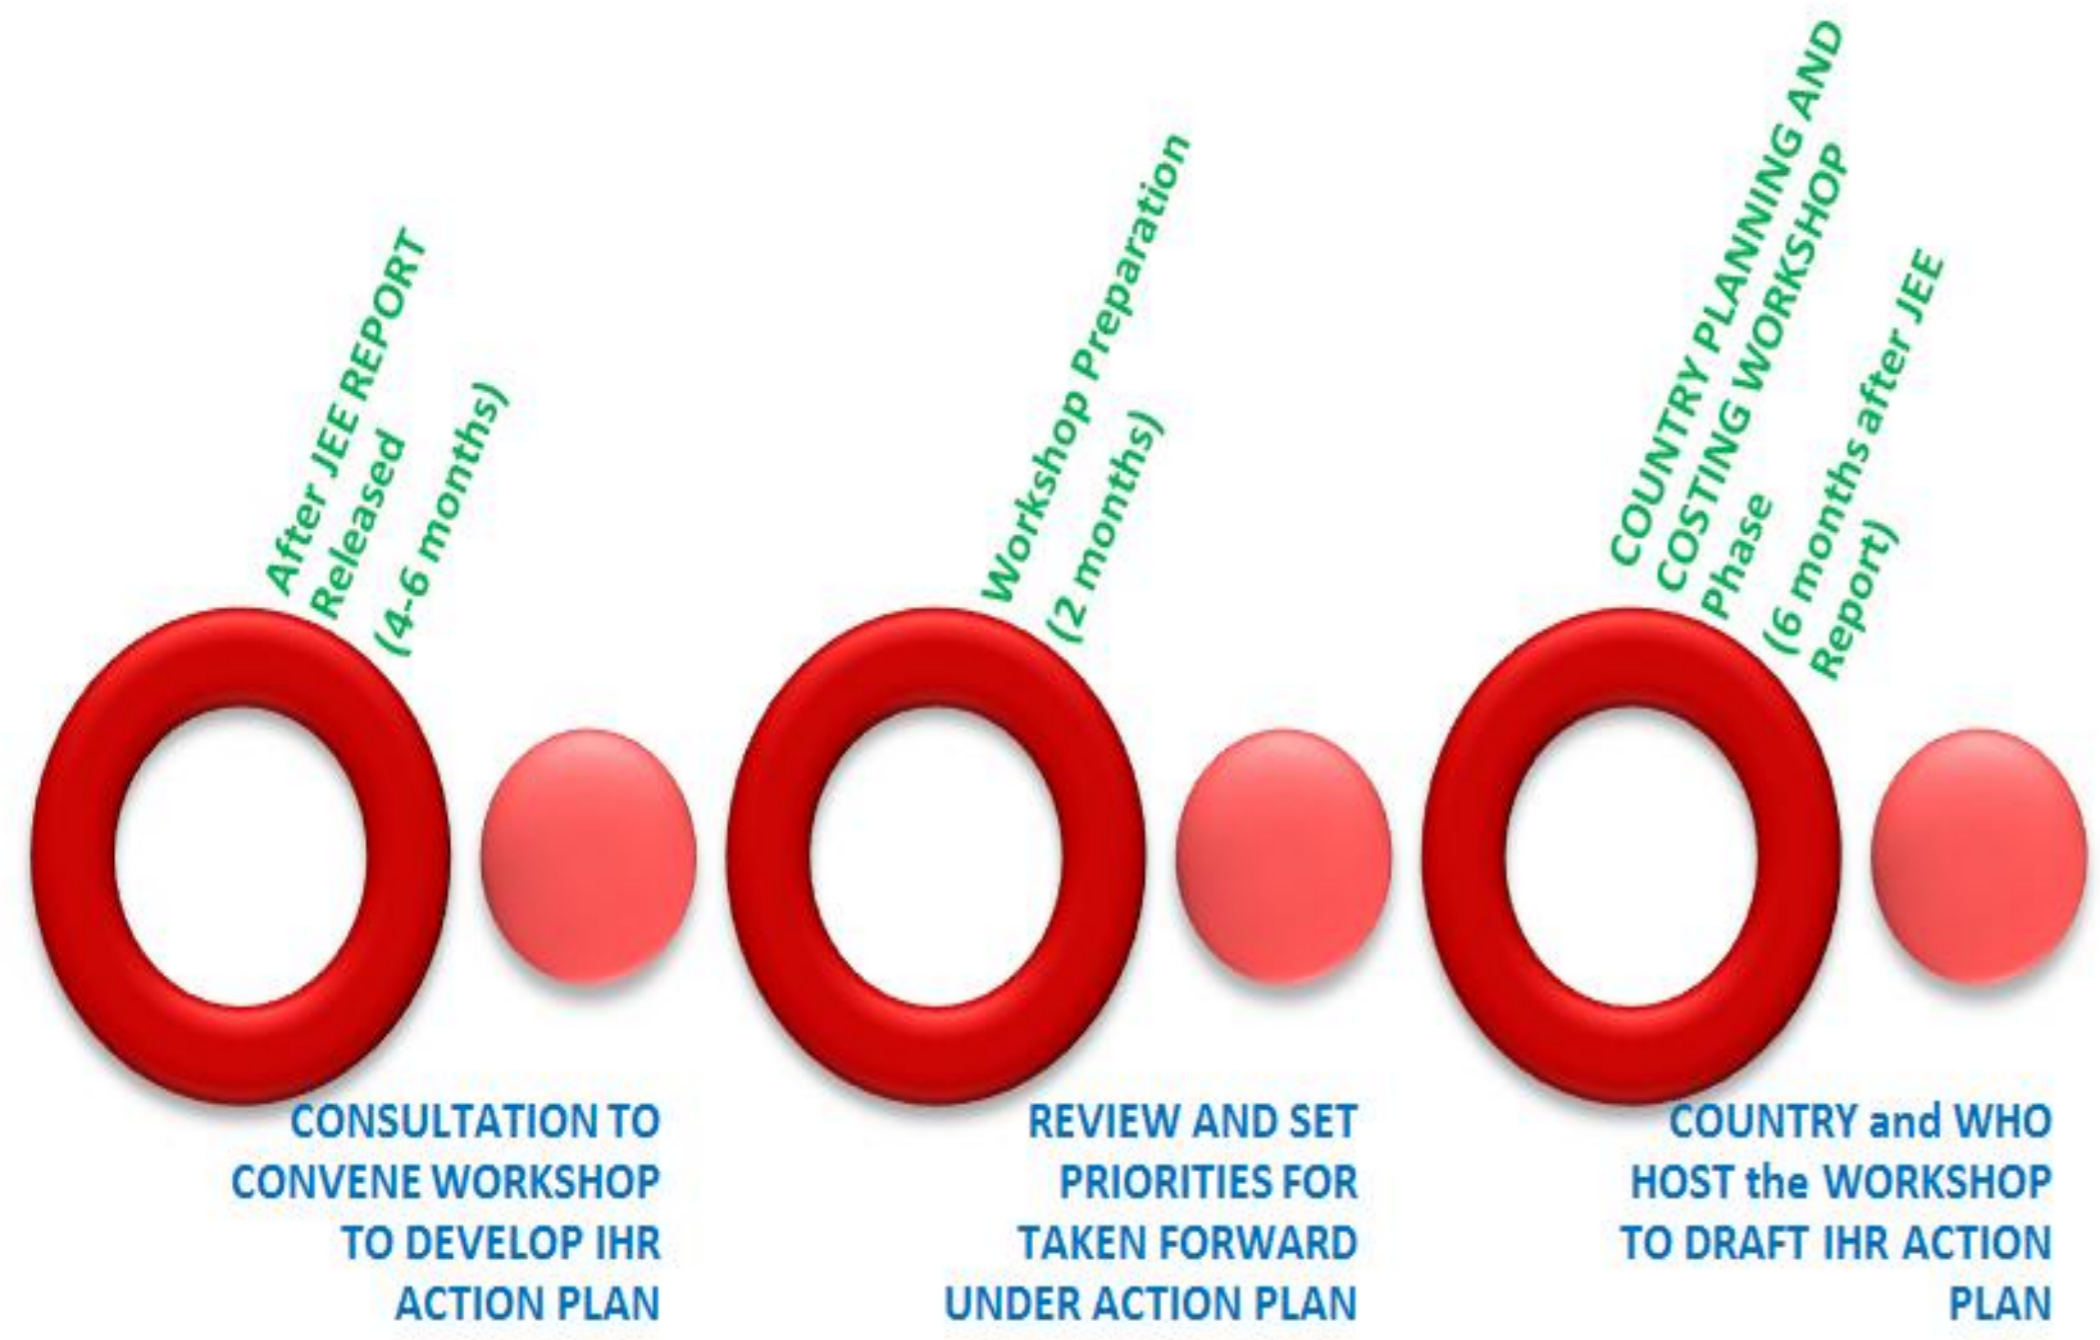 After JEE REPORT
Released
(4-6 months)
CONSULTATION TO
CONVENE WORKSHOP
TO DEVELOP IHR
ACTION PLAN
Workshop Preparation
(2 months)
REVIEW AND SET
PRIORITIES FOR
TAKEN FORWARD
UNDER ACTION PLAN
COUNTRY PLANNING AND
COSTING WORKSHOP
Phase
(6 months after JEE
Report)
COUNTRY and WHO
HOST the WORKSHOP
TO DRAFT IHR ACTION
PLAN